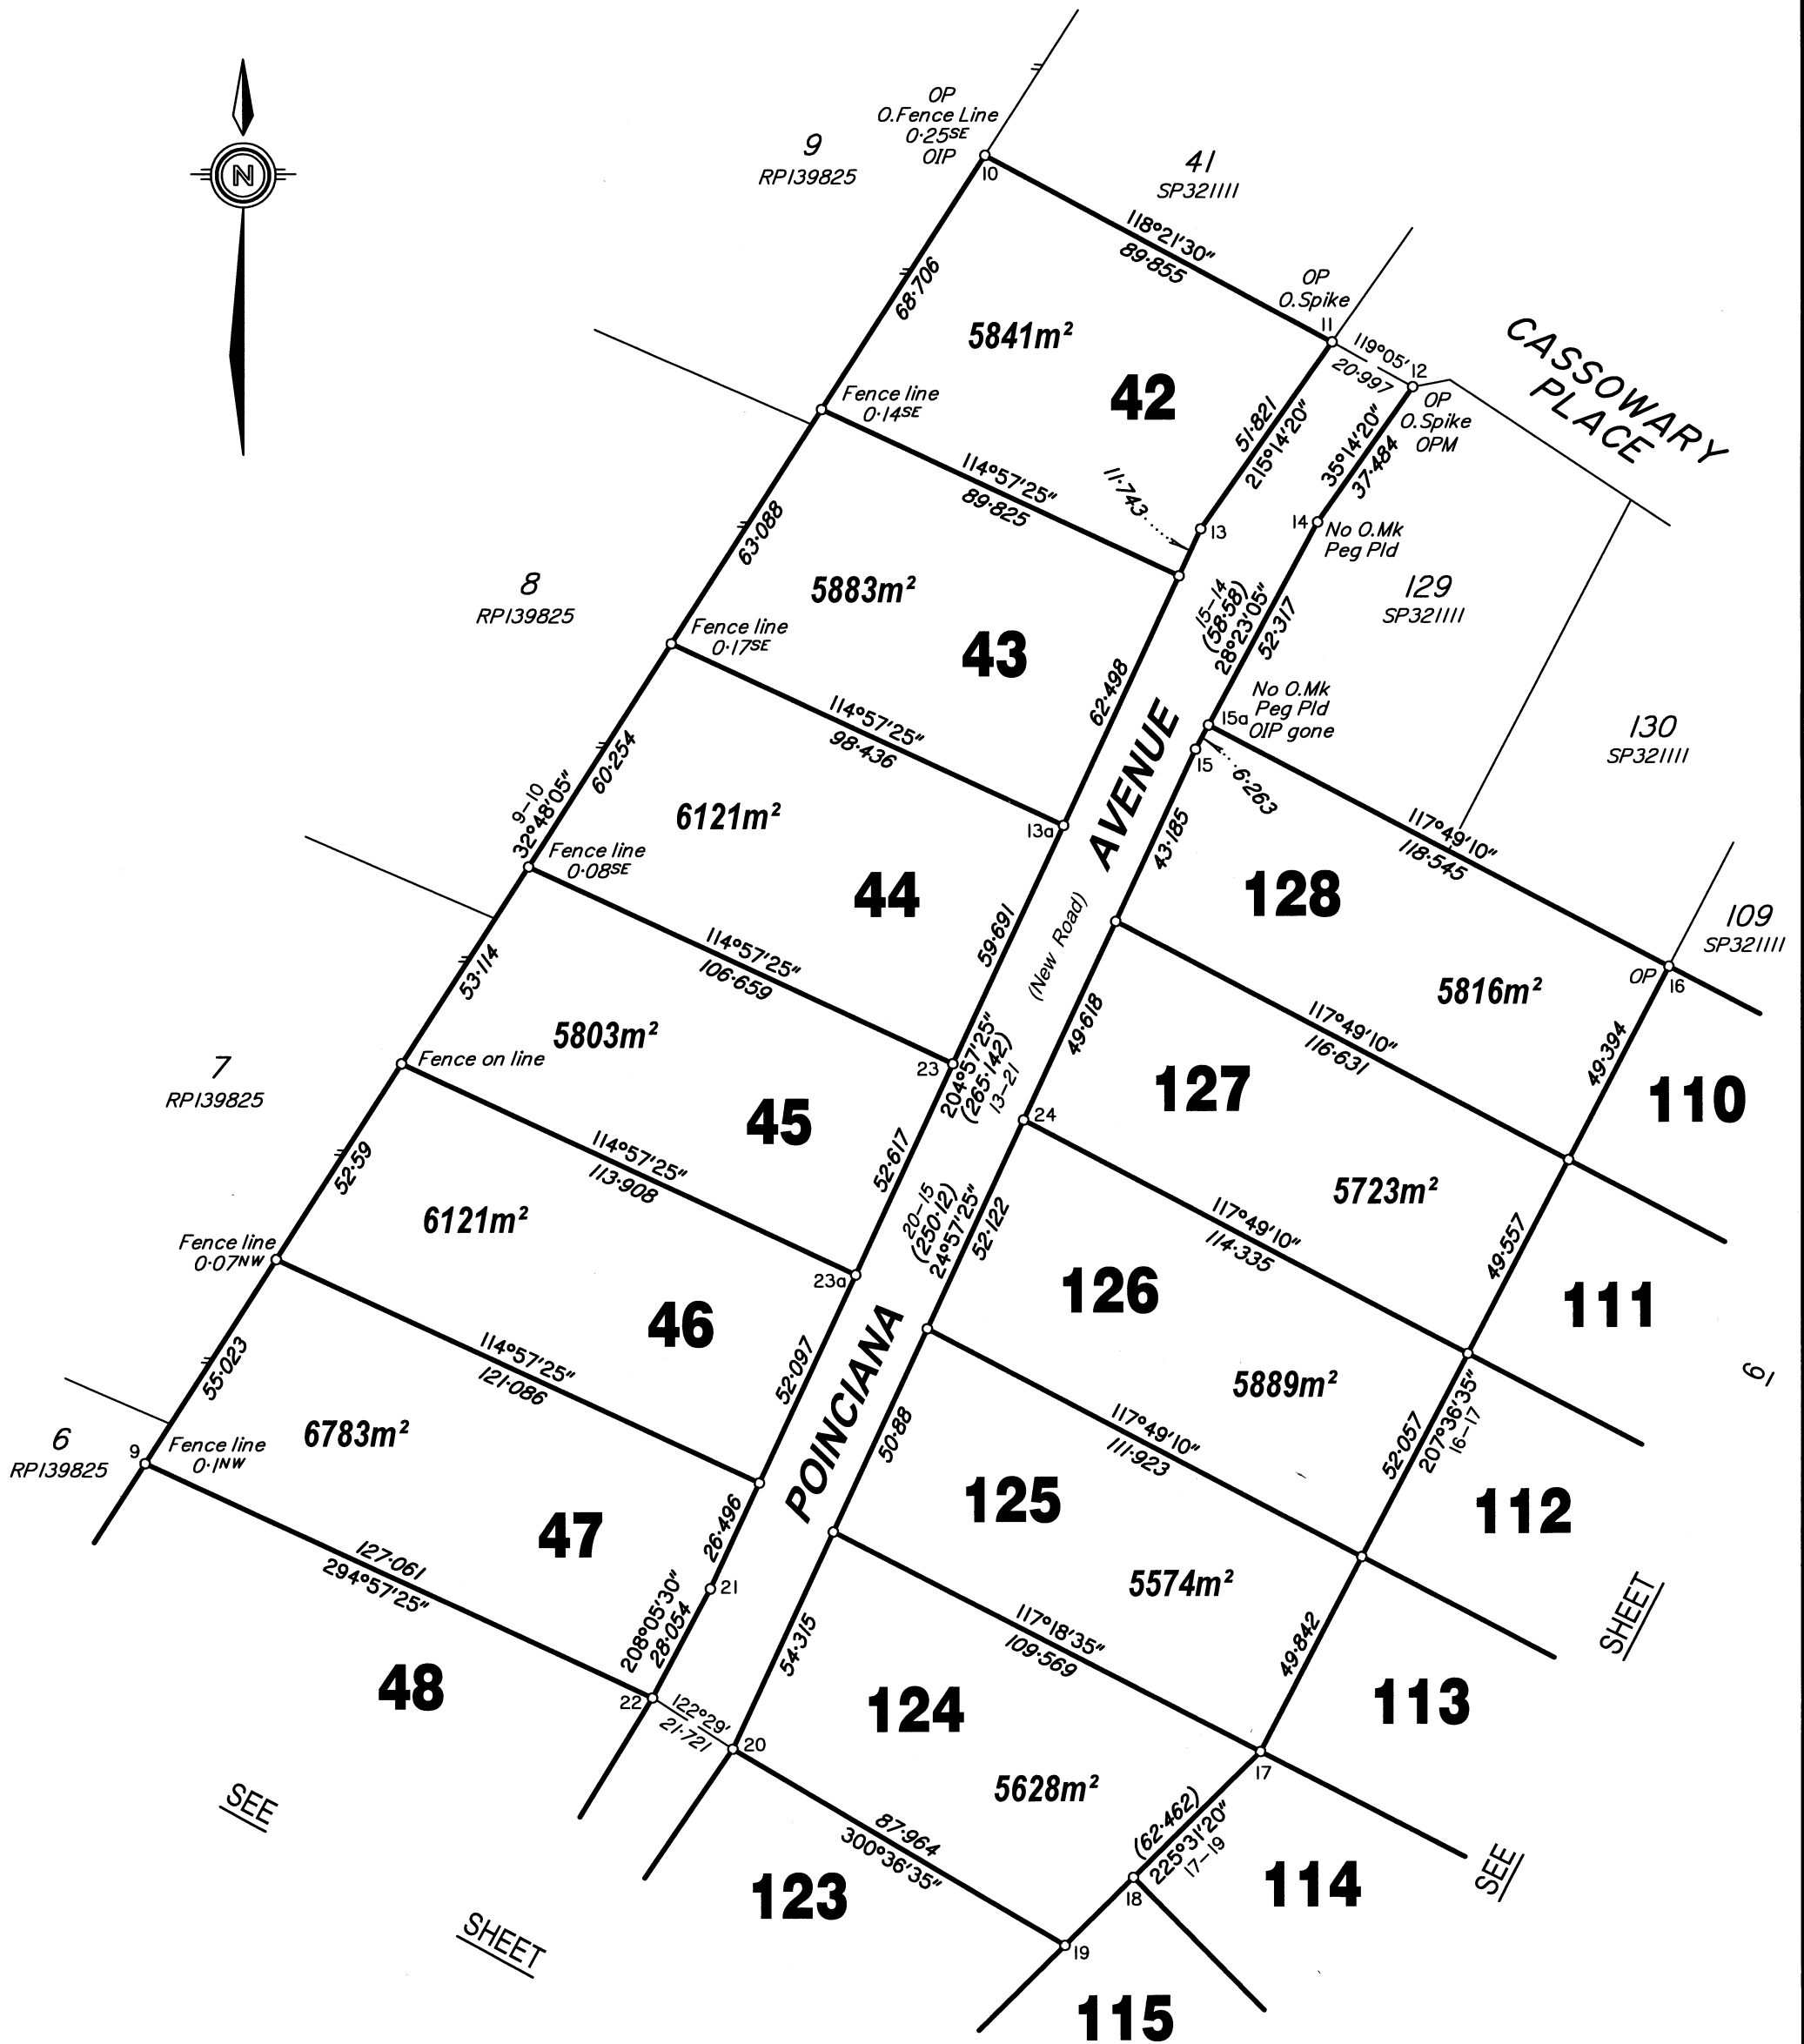 N
OP
O.Fence Line
0·25SE
OIP
10
9
RP139825
41
SP321111
118°21'30"
89·855
68·706
OP
O.Spike
11
119°05'
20·997
12
OP
O.Spike
OPM
CASSOWARY
PLACE
5841m²
42
51·821
215°14'20"
35°14'20"
37·484
Fence line
0·14SE
114°57'25"
89·825
11·743
13
14
No O.Mk
Peg Pld
129
SP321111
63·088
8
RP139825
5883m²
43
15-14
(58·58)
28°23'05"
52·317
Fence line
0·17SE
62·498
No O.Mk
Peg Pld
OIP gone
15a
15
6·263
130
SP321111
114°57'25"
98·436
AVENUE
9-10
32°48'05"
60·254
6121m²
13a
43·185
117°49'10"
118·545
Fence line
0·08SE
44
128
109
SP321111
OP
16
59·691
(New Road)
5816m²
114°57'25"
106·659
53·114
49·618
117°49'10"
116·631
49·394
5803m²
Fence on line
23
204°57'25"
(265·142)
13-21
7
RP139825
127
110
24
45
114°57'25"
113·908
52·59
52·617
20-15
(250·12)
24°57'25"
52·122
5723m²
117°49'10"
114·335
49·557
6121m²
Fence line
0·07NW
23a
126
111
46
114°57'25"
121·086
55·023
52·097
POINCIANA
5889m²
61
52·057
207°36'35"
16-17
6
RP139825
9
Fence line
0·1NW
6783m²
50·88
117°49'10"
111·923
125
112
47
26·496
127·061
294°57'25"
21
208°05'30"
28·054
5574m²
SHEET
54·315
117°18'35"
109·569
49·842
48
22
122°29'
21·721
20
124
113
17
SEE
5628m²
87·964
300°36'35"
(62·462)
225°31'20"
17-19
SEE
123
18
114
SHEET
19
115